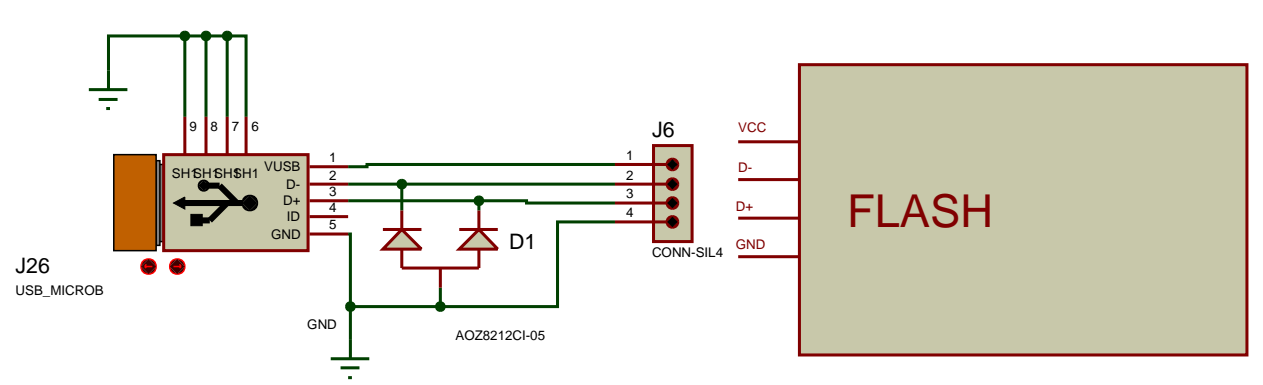 9 8 7 6
J6
VCC
1
VUSB 1
SH1SH1SH1SH1
D- 2
2
D-
D+ 3
3
ID 4
4
D+
FLASH
GND 5
D1
GND
CONN-SIL4
J26
USB_MICROB
GND
AOZ8212CI-05